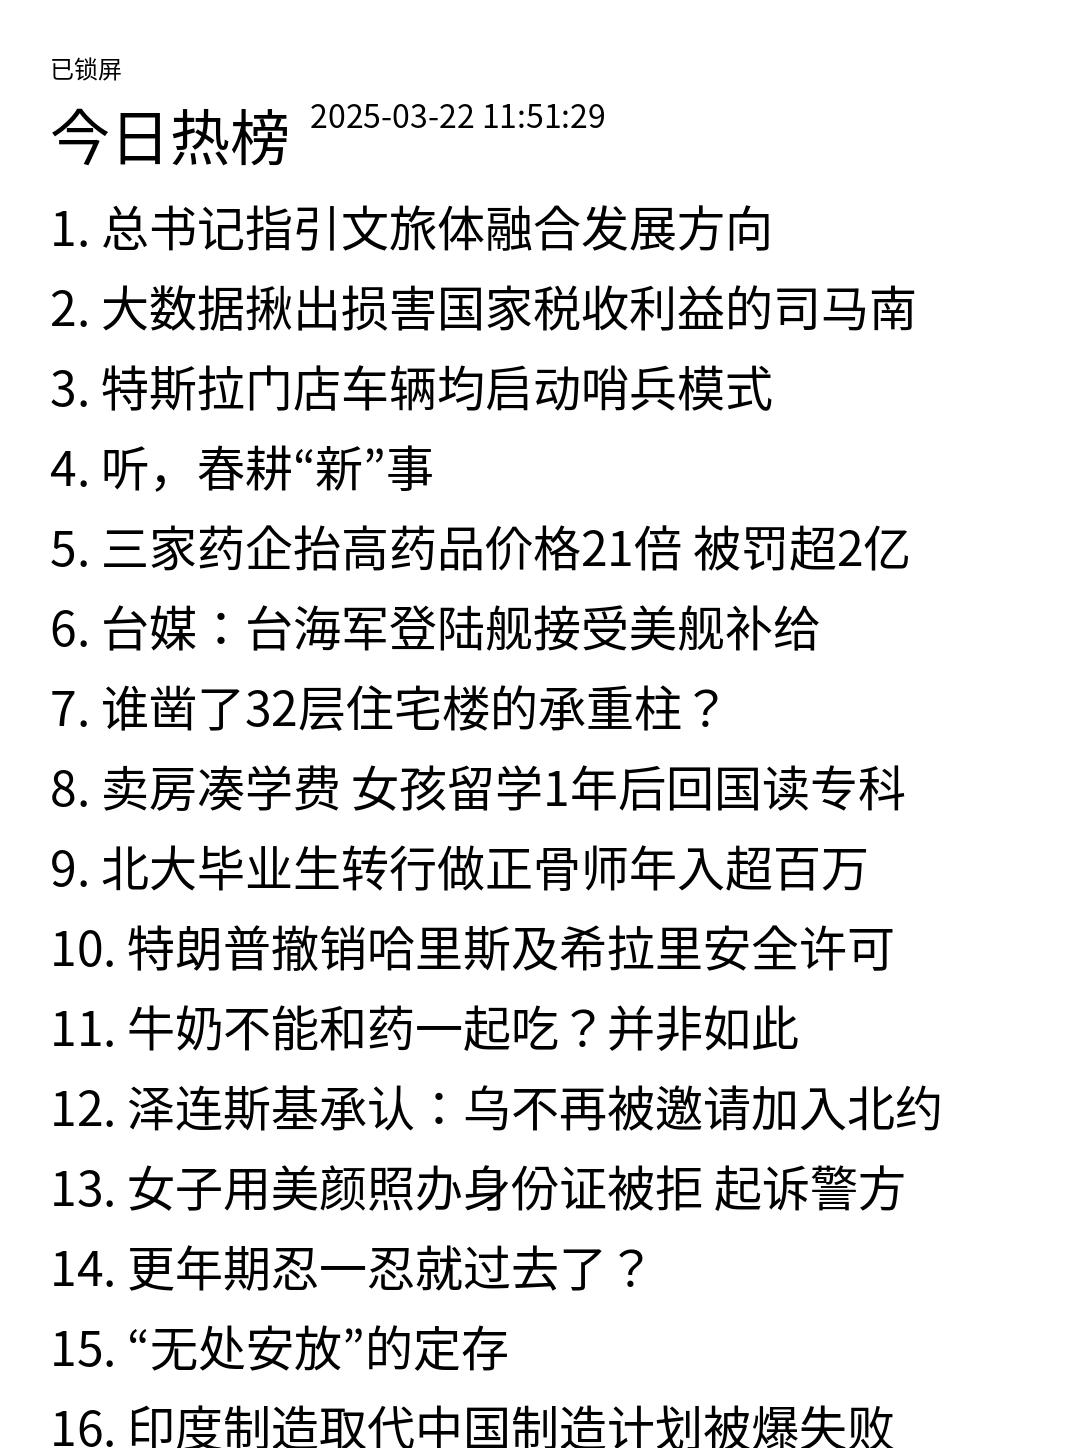 已锁屏
今日热榜 2025-03-22 11:51:29
1. 总书记指引文旅体融合发展方向
2. 大数据揪出损害国家税收利益的司马南
3. 特斯拉门店车辆均启动哨兵模式
4. 听，春耕“新”事
5. 三家药企抬高药品价格21倍 被罚超2亿
6. 台媒：台海军登陆舰接受美舰补给
7. 谁凿了32层住宅楼的承重柱？
8. 卖房凑学费 女孩留学1年后回国读专科
9. 北大毕业生转行做正骨师年入超百万
10. 特朗普撤销哈里斯及希拉里安全许可
11. 牛奶不能和药一起吃？并非如此
12. 泽连斯基承认：乌不再被邀请加入北约
13. 女子用美颜照办身份证被拒 起诉警方
14. 更年期忍一忍就过去了？
15. “无处安放”的定存
16. 印度制造取代中国制造计划被爆失败